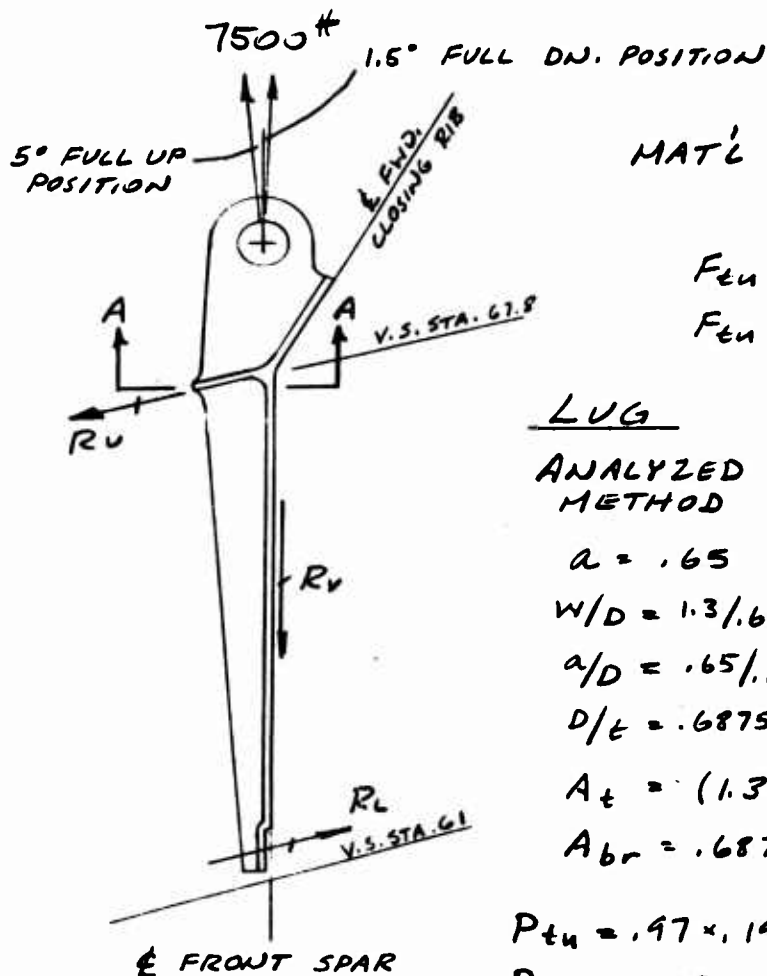 7500#
1.5° FULL DN. POSITION
5° FULL UP
POSITION
℄ FWD.
CLOSING RIB
MAT'L
Ftu
Ftu
A
A
V.S. STA. 67.8
RU
LUG
ANALYZED
METHOD
a = .65
W/D = 1.3/.6
a/D = .65/.
D/t = .6875
At = (1.3
Abr = .687
RV
RL
V.S. STA. 61
Ptu = .97 x .19
℄ FRONT SPAR